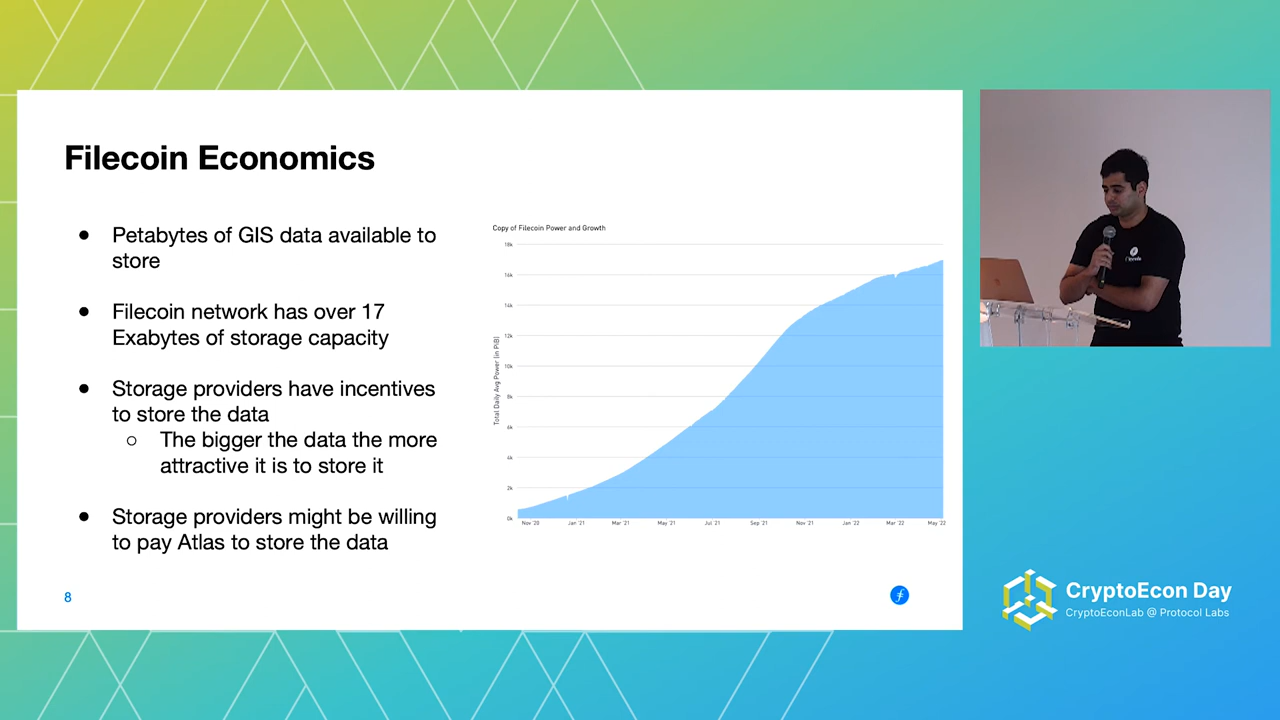 Filecoin Economics
● Petabytes of GIS data available to
store
● Filecoin network has over 17
Exabytes of storage capacity
● Storage providers have incentives
to store the data
○ The bigger the data the more
attractive it is to store it
● Storage providers might be willing
to pay Atlas to store the data
8
Copy of Filecoin Power and Growth
Total Daily Avg Power (in PiB)
18k
16k
14k
12k
10k
8k
6k
4k
2k
0k
Nov '20 Jan '21 Mar '21 May '21 Jul '21 Sep '21 Nov '21 Jan '22 Mar '22 May '22
CryptoEcon Day
CryptoEconLab @ Protocol Labs